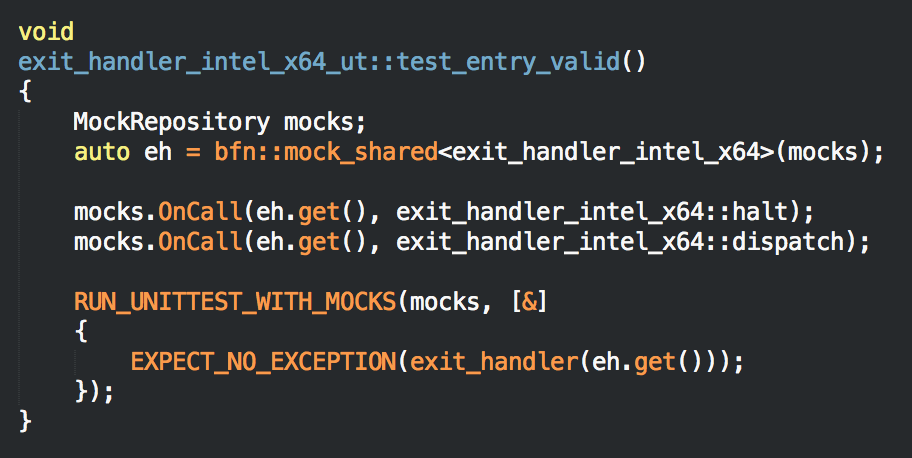 void
exit_handler_intel_x64_ut::test_entry_valid()
{
    MockRepository mocks;
    auto eh = bfn::mock_shared<exit_handler_intel_x64>(mocks);

    mocks.OnCall(eh.get(), exit_handler_intel_x64::halt);
    mocks.OnCall(eh.get(), exit_handler_intel_x64::dispatch);

    RUN_UNITTEST_WITH_MOCKS(mocks, [&]
    {
        EXPECT_NO_EXCEPTION(exit_handler(eh.get()));
    });
}